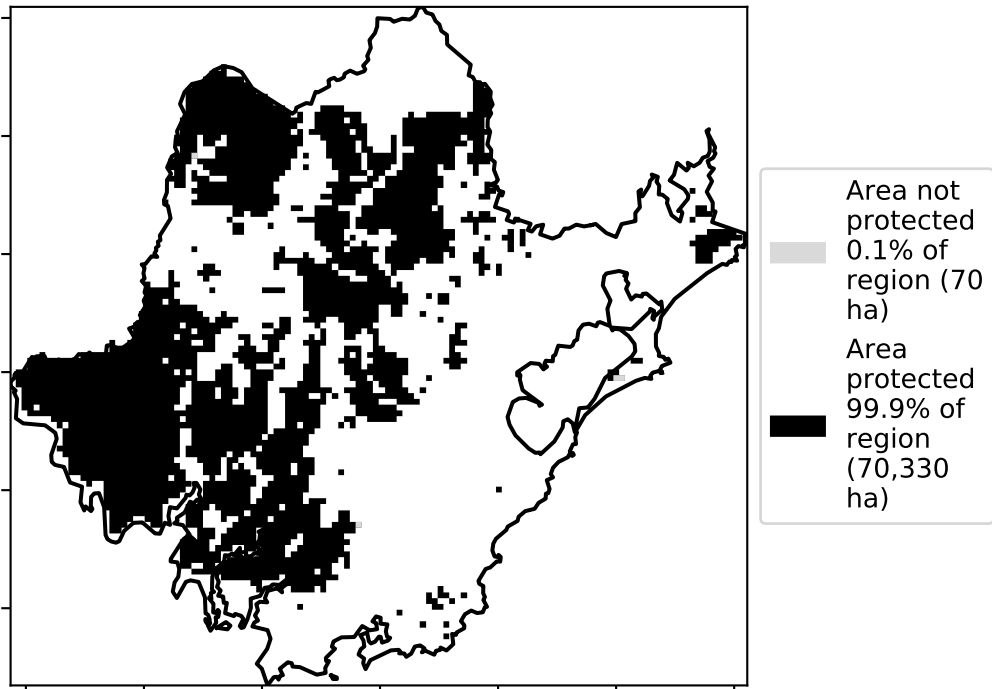 Area not
protected
0.1% of
region (70
ha)
Area
protected
99.9% of
region
(70,330
ha)